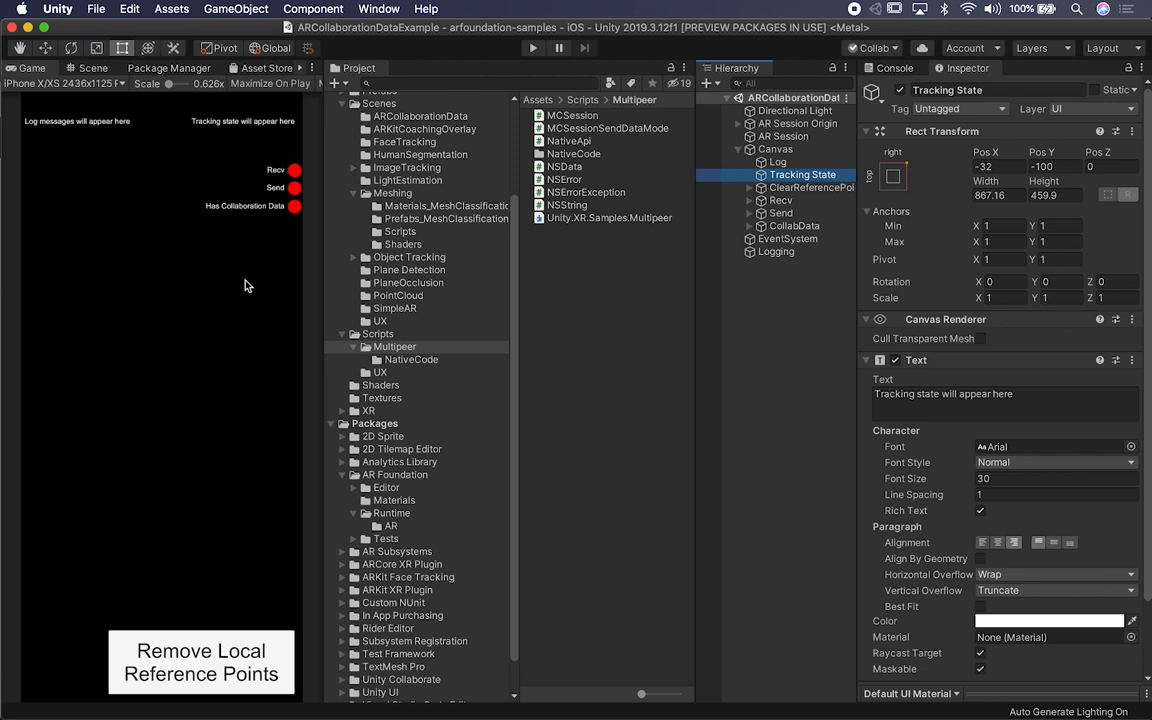 Unity File Edit Assets GameObject Component Window Help 100%
ARCollaborationDataExample - arfoundation-samples - iOS - Unity 2019.3.12f1 [PREVIEW PACKAGES IN USE] <Metal>
Pivot Global Collab Account Layers Layout
Game Scene Package Manager Asset Store Project Hierarchy Console Inspector
iPhone X/XS 2436x1125 P Scale 0.626x Maximize On Play
19
All
Log messages will appear here
Tracking state will appear here
Recv
Send
Has Collaboration Data
Remove Local
Reference Points
Scenes
ARCollaborationData
ARKitCoachingOverlay
FaceTracking
HumanSegmentation
ImageTracking
LightEstimation
Meshing
Materials_MeshClassificatio
Prefabs_MeshClassification
Scripts
Shaders
Object Tracking
Plane Detection
PlaneOcclusion
PointCloud
SimpleAR
UX
Scripts
Multipeer
NativeCode
UX
Shaders
Textures
XR
Packages
2D Sprite
2D Tilemap Editor
Analytics Library
AR Foundation
Editor
Materials
Runtime
AR
Tests
AR Subsystems
ARCore XR Plugin
ARKit Face Tracking
ARKit XR Plugin
Custom NUnit
In App Purchasing
Rider Editor
Subsystem Registration
Test Framework
TextMesh Pro
Unity Collaborate
Unity UI
Assets Scripts Multipeer
MCSession
MCSessionSendDataMode
NativeApi
NativeCode
NSData
NSError
NSErrorException
NSString
Unity.XR.Samples.Multipeer
ARCollaborationDat
Directional Light
AR Session Origin
AR Session
Canvas
Log
Tracking State
ClearReferencePoi
Recv
Send
CollabData
EventSystem
Logging
Tracking State Static
Tag Untagged Layer UI
Rect Transform
right Pos X Pos Y Pos Z
top -32 -100 0
Width Height
867.16 459.9 R
Anchors
Min X 1 Y 1
Max X 1 Y 1
Pivot X 1 Y 1
Rotation X 0 Y 0 Z 0
Scale X 1 Y 1 Z 1
Canvas Renderer
Cull Transparent Mesh
T Text
Text
Tracking state will appear here
Character
Font Aa Arial
Font Style Normal
Font Size 30
Line Spacing 1
Rich Text
Paragraph
Alignment
Align By Geometry
Horizontal Overflow Wrap
Vertical Overflow Truncate
Best Fit
Color
Material None (Material)
Raycast Target
Maskable
Default UI Material
Auto Generate Lighting On